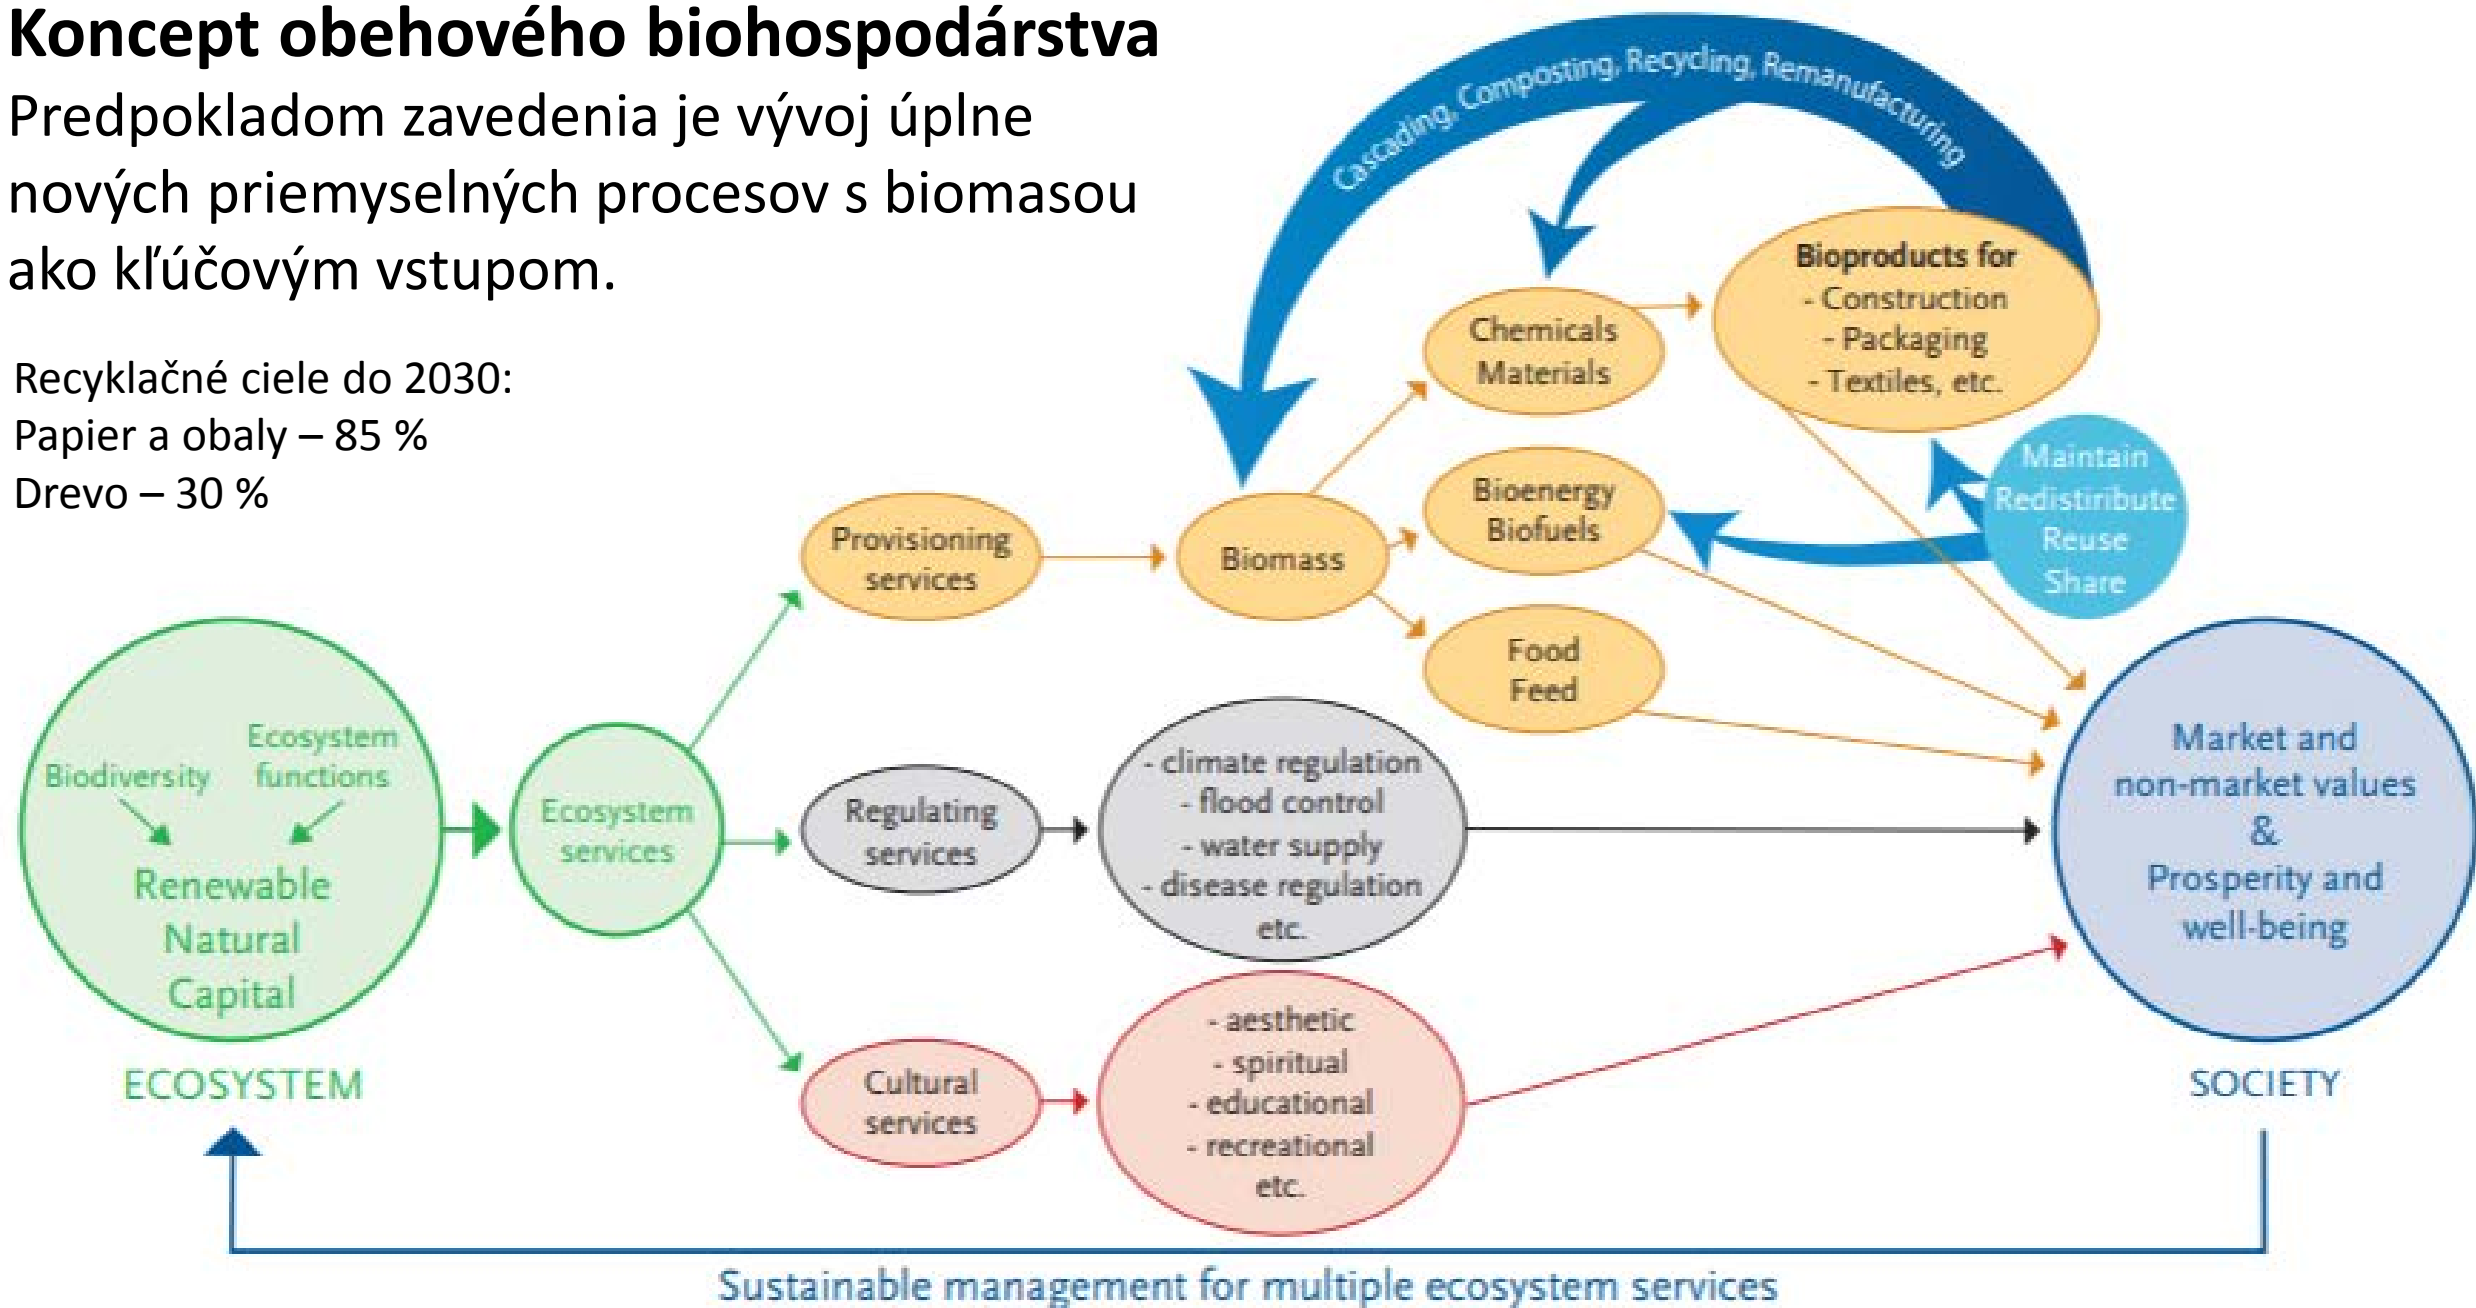 Koncept obehového biohospodárstva
Predpokladom zavedenia je vývoj úplne
nových priemyselných procesov s biomasou
ako kľúčovým vstupom.
Recyklačné ciele do 2030:
Papier a obaly – 85 %
Drevo – 30 %
Cascading, Composting, Recycling, Remanufacturing
Bioproducts for
- Construction
- Packaging
- Textiles, etc.
Chemicals
Materials
Maintain
Redistiribute
Reuse
Share
Bioenergy
Biofuels
Provisioning
services
Biomass
Food
Feed
Biodiversity
Ecosystem
functions
Renewable
Natural
Capital
ECOSYSTEM
Ecosystem
services
Regulating
services
- climate regulation
- flood control
- water supply
- disease regulation
etc.
Cultural
services
- aesthetic
- spiritual
- educational
- recreational
etc.
Market and
non-market values
&
Prosperity and
well-being
SOCIETY
Sustainable management for multiple ecosystem services